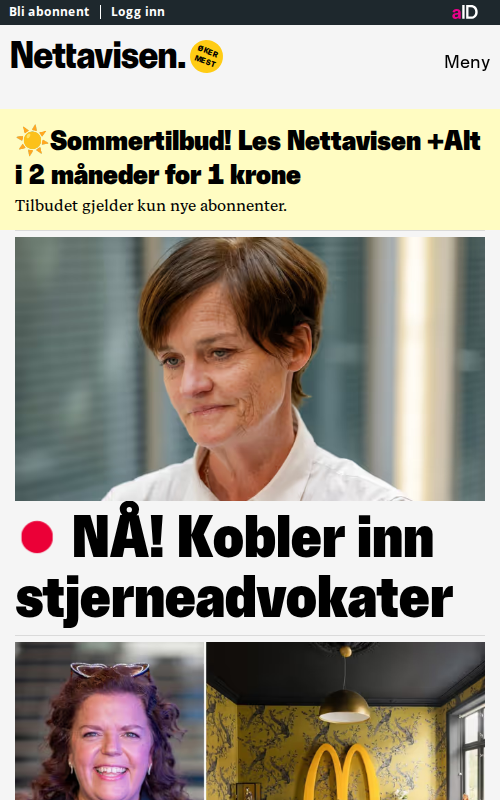 Bli abonnent | Logg inn
aID
Nettavisen.
ØKER
MEST
Meny
☀️Sommertilbud! Les Nettavisen +Alt
i 2 måneder for 1 krone
Tilbudet gjelder kun nye abonnenter.
NÅ! Kobler inn
stjerneadvokater